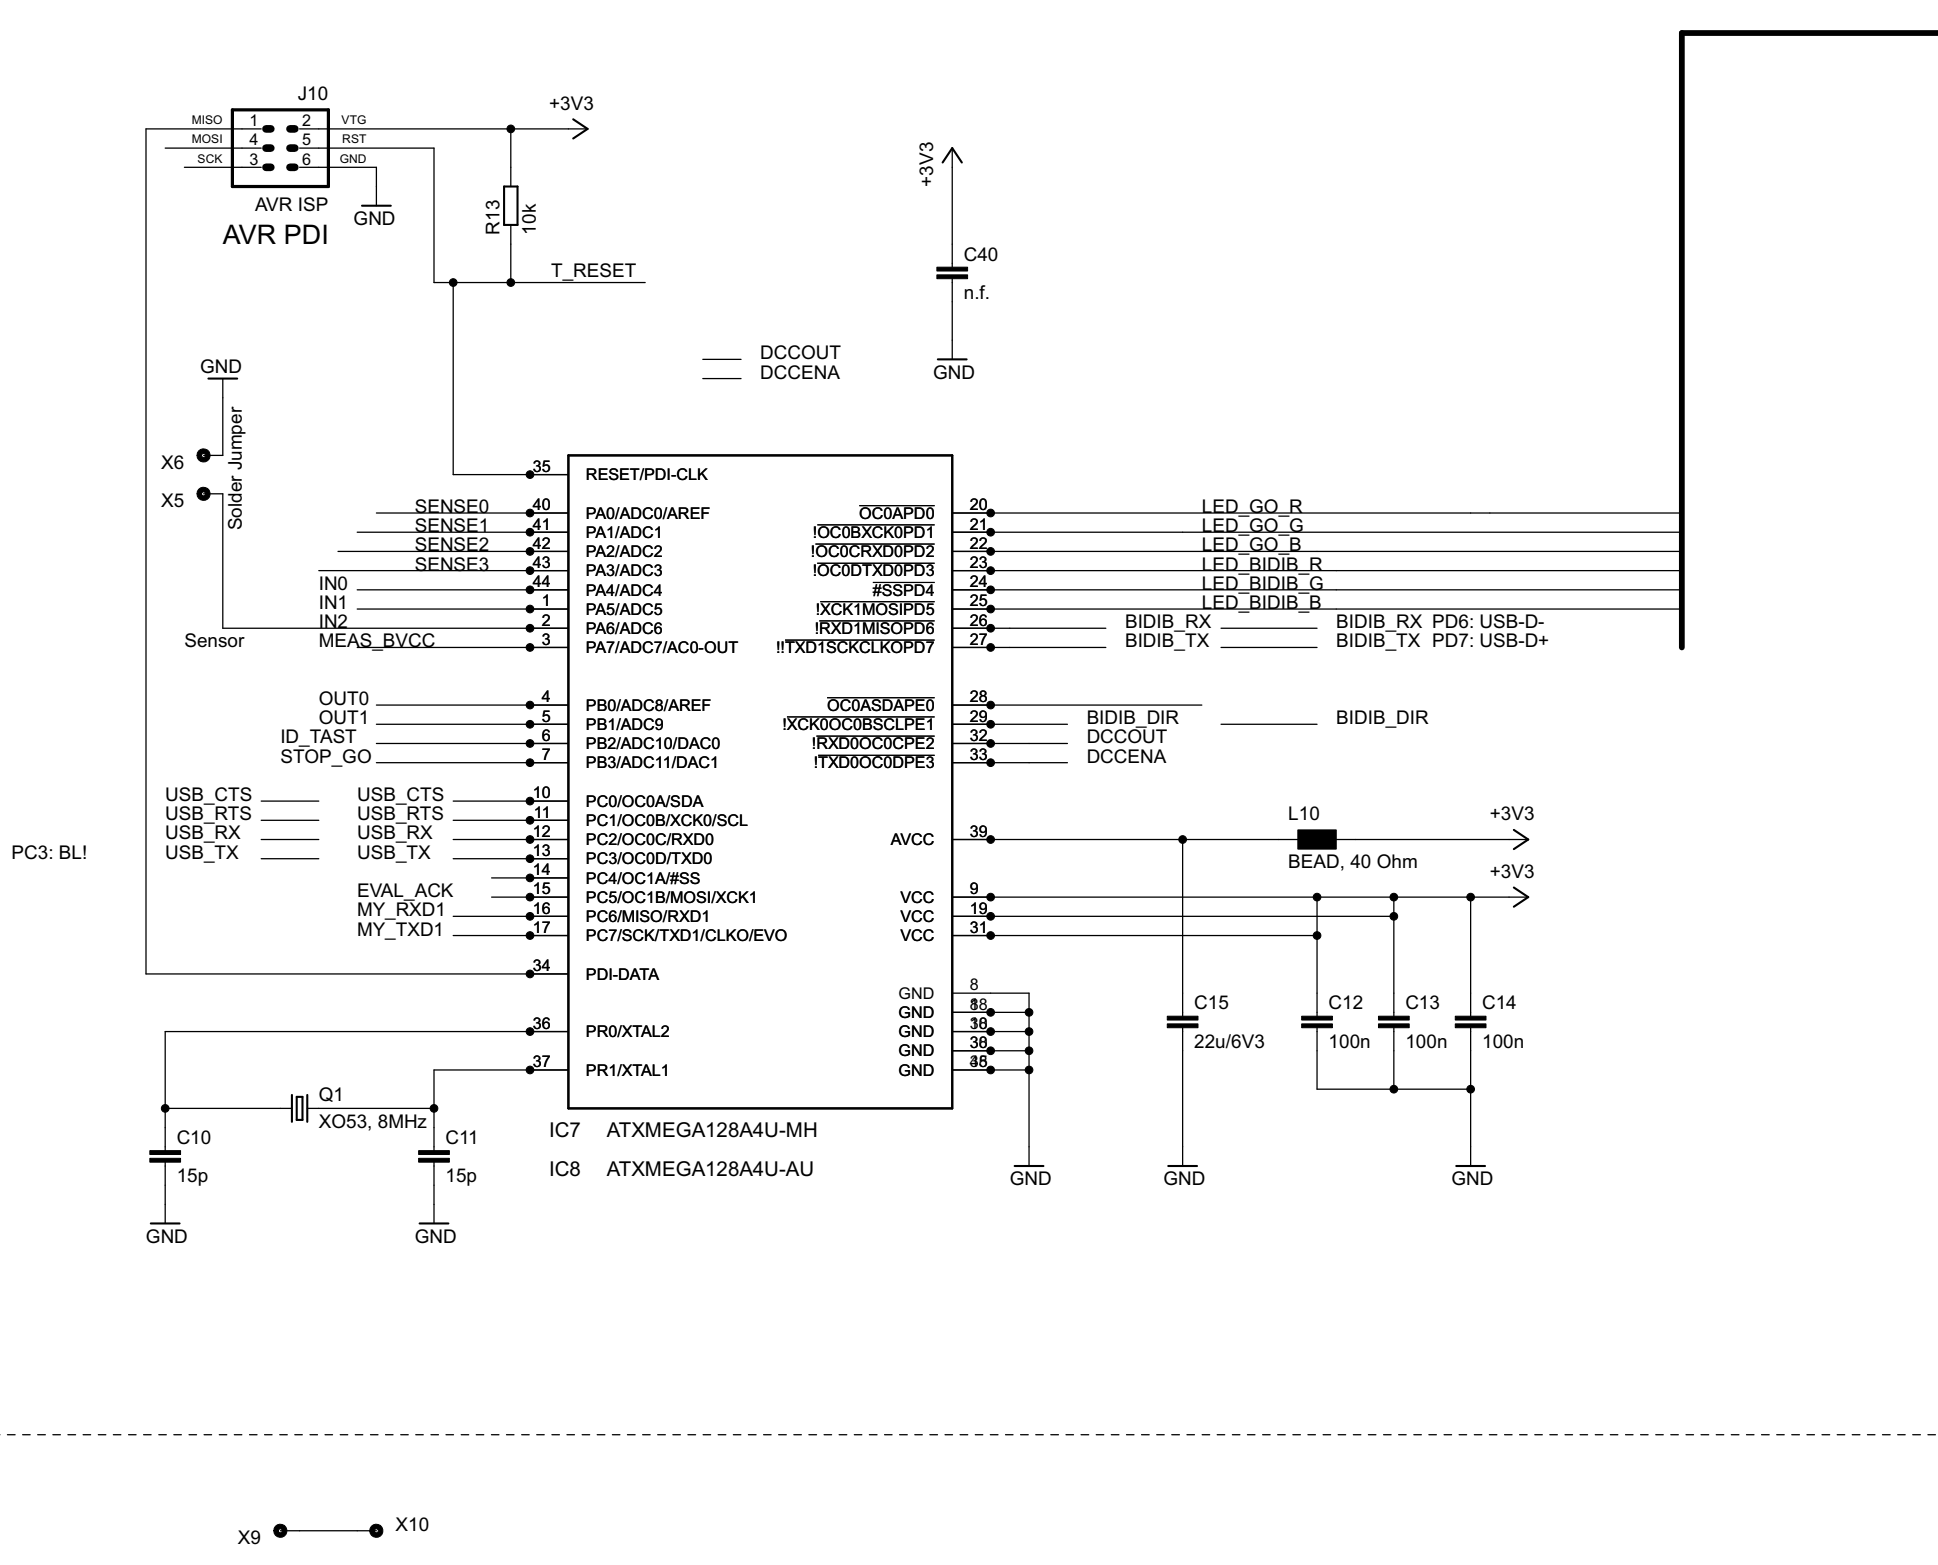 J10
+3V3
MISO 1 2 VTG
MOSI 4 5 RST
SCK 3 6 GND
AVR ISP
AVR PDI
GND
R13
10k
T_RESET
+3V3
C40
n.f.
GND
DCCOUT
DCCENA
GND
X6
X5
Solder Jumper
35 RESET/PDI-CLK
SENSE0 40 PA0/ADC0/AREF
SENSE1 41 PA1/ADC1
SENSE2 42 PA2/ADC2
SENSE3 43 PA3/ADC3
IN0 44 PA4/ADC4
IN1 1 PA5/ADC5
IN2 2 PA6/ADC6
Sensor MEAS_BVCC 3 PA7/ADC7/AC0-OUT
OC0APD0 20 LED_GO_R
!OC0BXCK0PD1 21 LED_GO_G
!OC0CRXD0PD2 22 LED_GO_B
!OC0DTXD0PD3 23 LED_BIDIB_R
#SSPD4 24 LED_BIDIB_G
!XCK1MOSIPD5 25 LED_BIDIB_B
!RXD1MISOPD6 26 BIDIB_RX BIDIB_RX PD6: USB-D-
!!TXD1SCKCLKOPD7 27 BIDIB_TX BIDIB_TX PD7: USB-D+
OUT0 4 PB0/ADC8/AREF
OUT1 5 PB1/ADC9
ID_TAST 6 PB2/ADC10/DAC0
STOP_GO 7 PB3/ADC11/DAC1
OC0ASDAPE0 28
!XCK0OC0BSCLPE1 29 BIDIB_DIR BIDIB_DIR
!RXD0OC0CPE2 32 DCCOUT
!TXD0OC0DPE3 33 DCCENA
USB_CTS USB_CTS 10 PC0/OC0A/SDA
USB_RTS USB_RTS 11 PC1/OC0B/XCK0/SCL
USB_RX USB_RX 12 PC2/OC0C/RXD0
PC3: BL! USB_TX USB_TX 13 PC3/OC0D/TXD0
14 PC4/OC1A/#SS
EVAL_ACK 15 PC5/OC1B/MOSI/XCK1
MY_RXD1 16 PC6/MISO/RXD1
MY_TXD1 17 PC7/SCK/TXD1/CLKO/EVO
AVCC 39
L10
BEAD, 40 Ohm
+3V3
+3V3
VCC 9
VCC 19
VCC 31
34 PDI-DATA
36 PR0/XTAL2
37 PR1/XTAL1
GND 8
GND
GND
GND
GND
C15
22u/6V3
C12
100n
C13
100n
C14
100n
Q1
XO53, 8MHz
C10
15p
C11
15p
IC7 ATXMEGA128A4U-MH
IC8 ATXMEGA128A4U-AU
GND
GND
GND
GND
GND
X9
X10